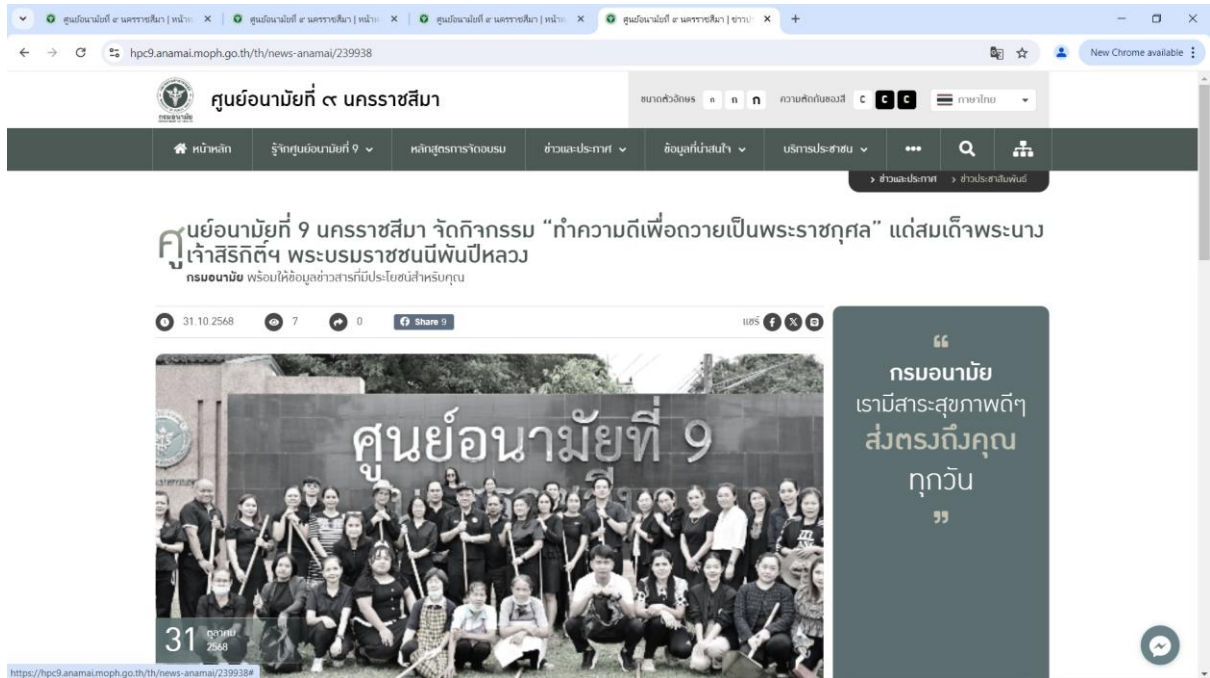 ศูนย์อนามัยที่ ๙ นครราชสีมา | หน้าแ
ศูนย์อนามัยที่ ๙ นครราชสีมา | หน้าแ
ศูนย์อนามัยที่ ๙ นครราชสีมา | หน้าแ
ศูนย์อนามัยที่ ๙ นครราชสีมา | ข่าวป
hpc9.anamai.moph.go.th/th/news-anamai/239938
New Chrome available
กรมอนามัย
ศูนย์อนามัยที่ ๙ นครราชสีมา
ขนาดตัวอักษร ก ก ก ความตัดกันของสี C C C ภาษาไทย
หน้าหลัก รู้จักศูนย์อนามัยที่ 9 หลักสูตรการจัดอบรม ข่าวและประกาศ ข้อมูลที่น่าสนใจ บริการประชาชน •••
> ข่าวและประกาศ > ข่าวประชาสัมพันธ์
ศูนย์อนามัยที่ 9 นครราชสีมา จัดกิจกรรม “ทำความดีเพื่อถวายเป็นพระราชกุศล” แด่สมเด็จพระนาง
เจ้าสิริกิติ์ฯ พระบรมราชชนนีพันปีหลวง
กรมอนามัย พร้อมให้ข้อมูลข่าวสารที่มีประโยชน์สำหรับคุณ
31.10.2568 7 0 Share 9 แชร์
“
กรมอนามัย
เรามีสาระสุขภาพดีๆ
ส่งตรงถึงคุณ
ทุกวัน
”
ศูนย์อนามัยที่ 9
31 ตุลาคม
2568
https://hpc9.anamai.moph.go.th/th/news-anamai/239938#